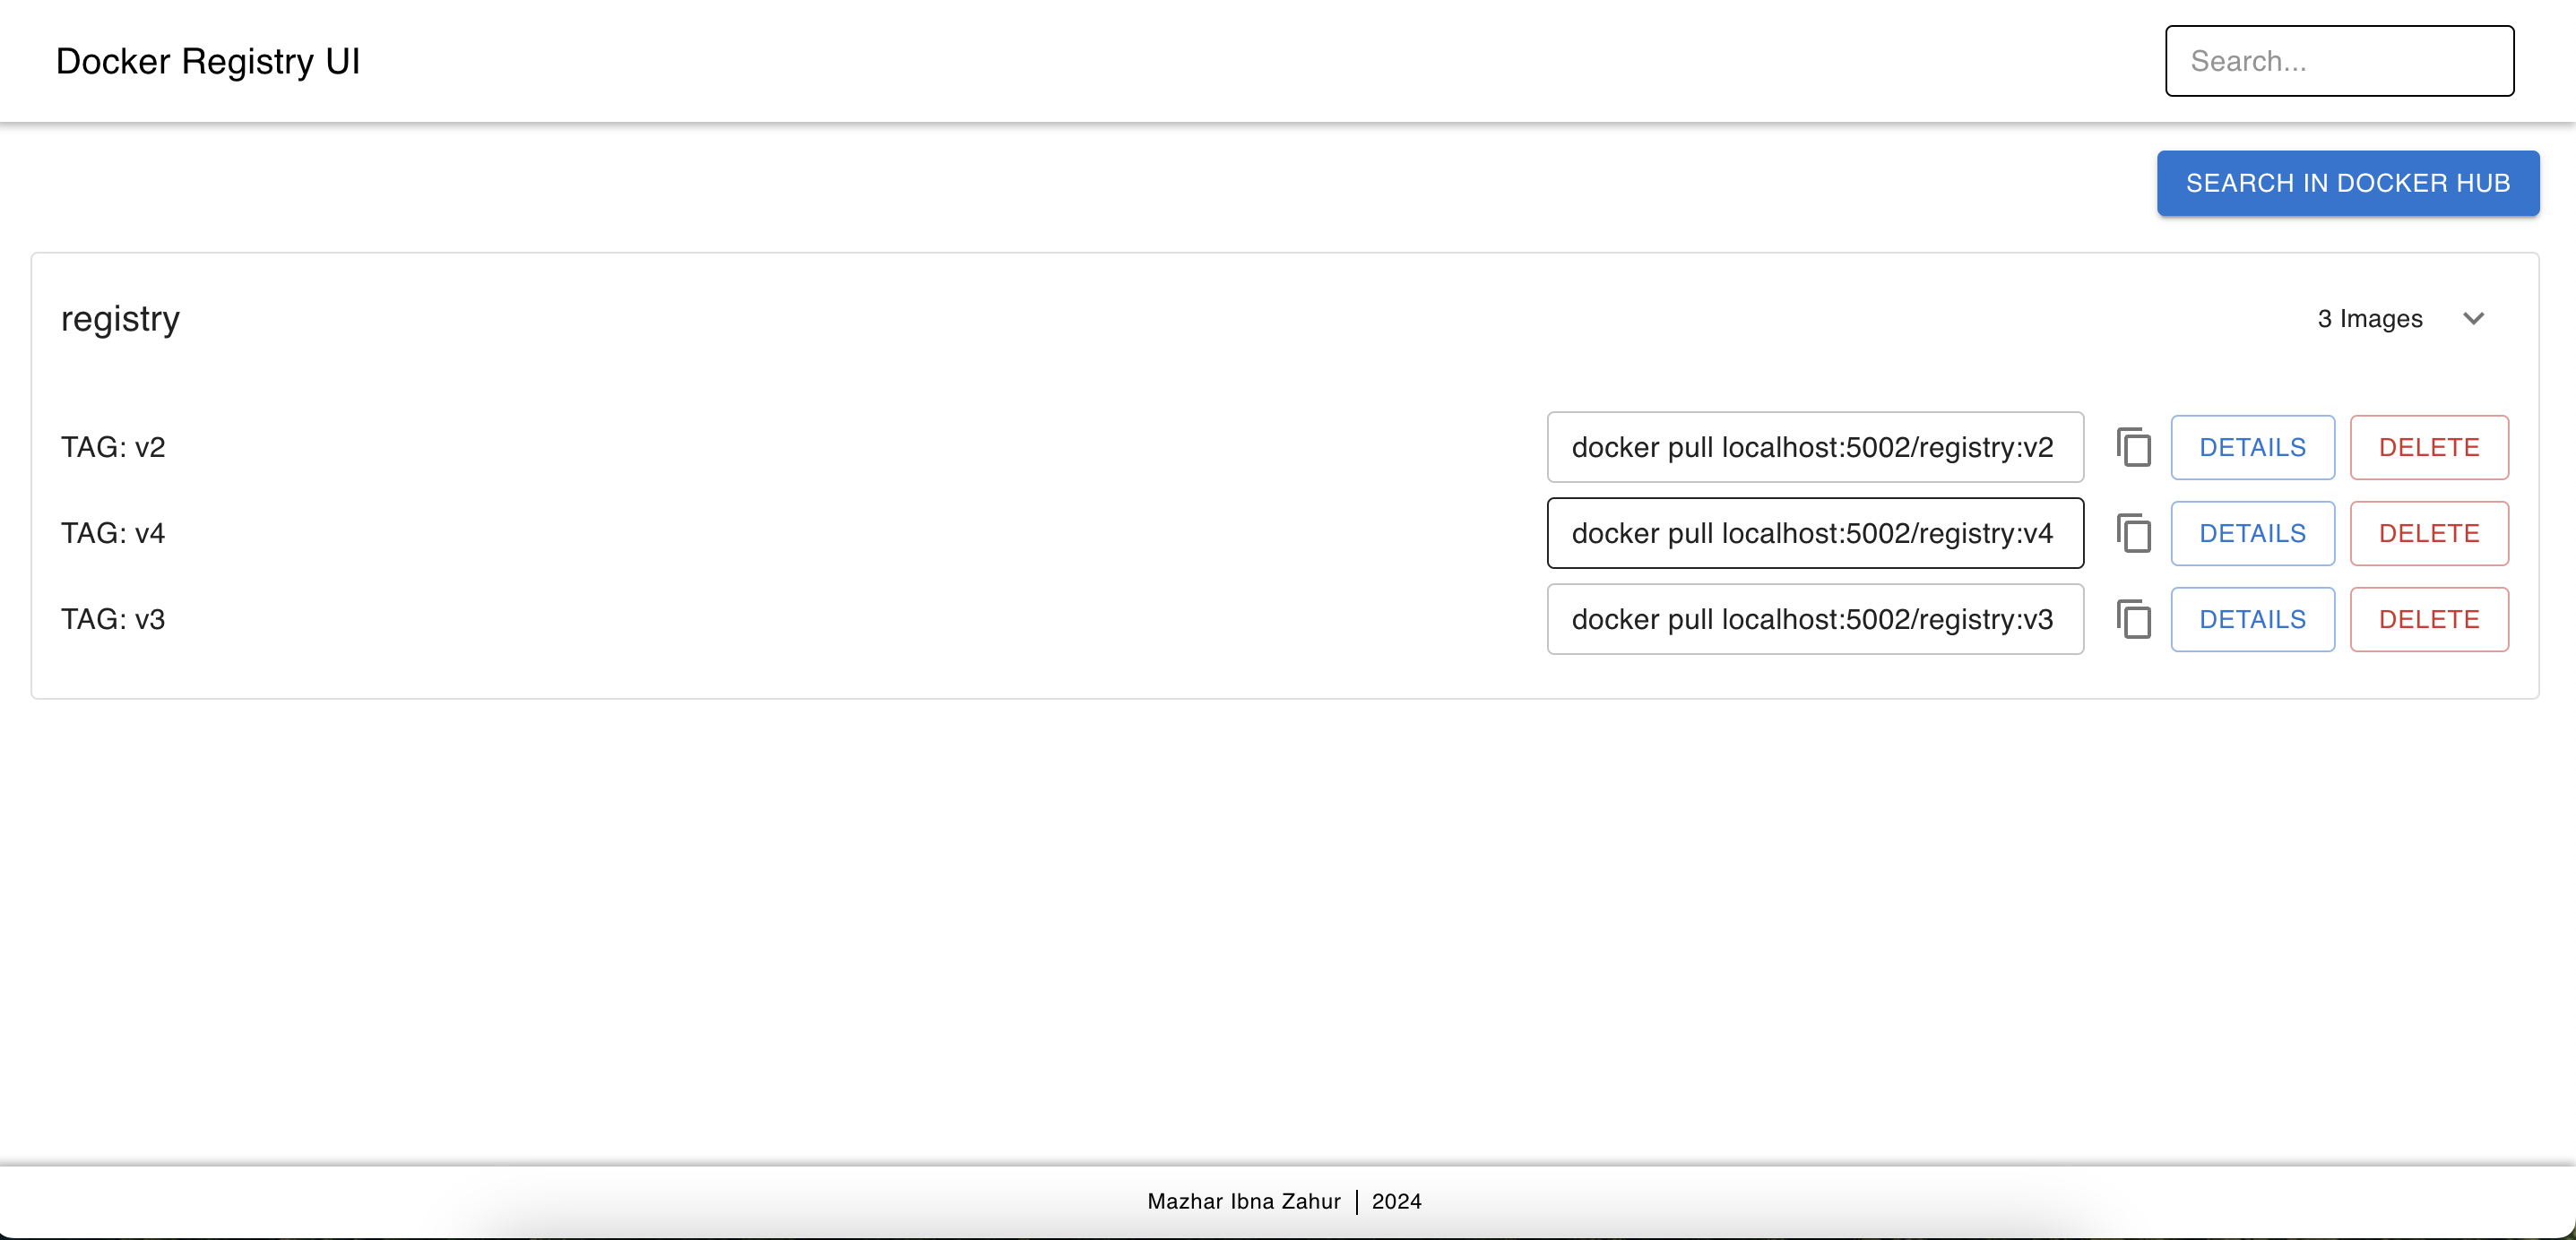 Docker Registry UI
Search...
SEARCH IN DOCKER HUB
registry 3 Images
TAG: v2 docker pull localhost:5002/registry:v2 DETAILS DELETE
TAG: v4 docker pull localhost:5002/registry:v4 DETAILS DELETE
TAG: v3 docker pull localhost:5002/registry:v3 DETAILS DELETE
Mazhar Ibna Zahur | 2024